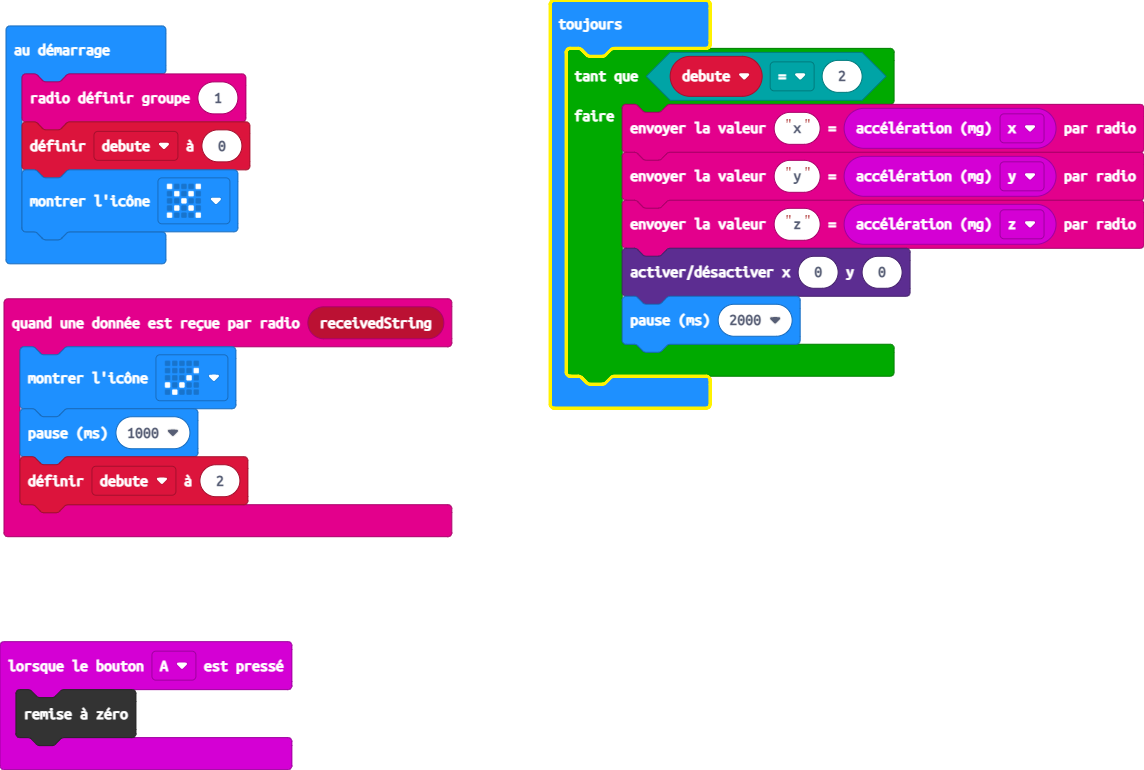 au démarrage
radio définir groupe 1
définir debute à 0
montrer l'icône
quand une donnée est reçue par radio receivedString
montrer l'icône
pause (ms) 1000
définir debute à 2
lorsque le bouton A est pressé
remise à zéro
toujours
tant que debute = 2
faire
envoyer la valeur "x" = accélération (mg) x par radio
envoyer la valeur "y" = accélération (mg) y par radio
envoyer la valeur "z" = accélération (mg) z par radio
activer/désactiver x 0 y 0
pause (ms) 2000